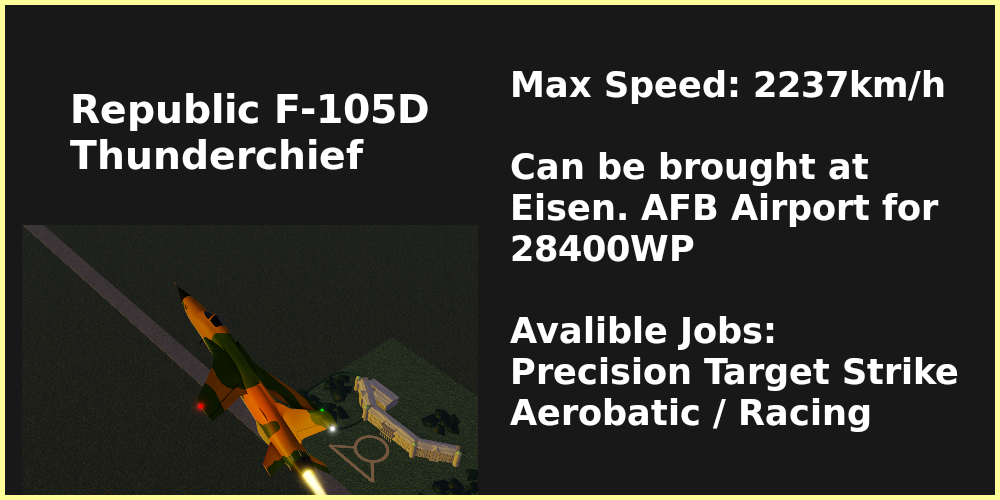 Republic F-105D
Thunderchief
Max Speed: 2237km/h
Can be brought at
Eisen. AFB Airport for
28400WP
Avalible Jobs:
Precision Target Strike
Aerobatic / Racing